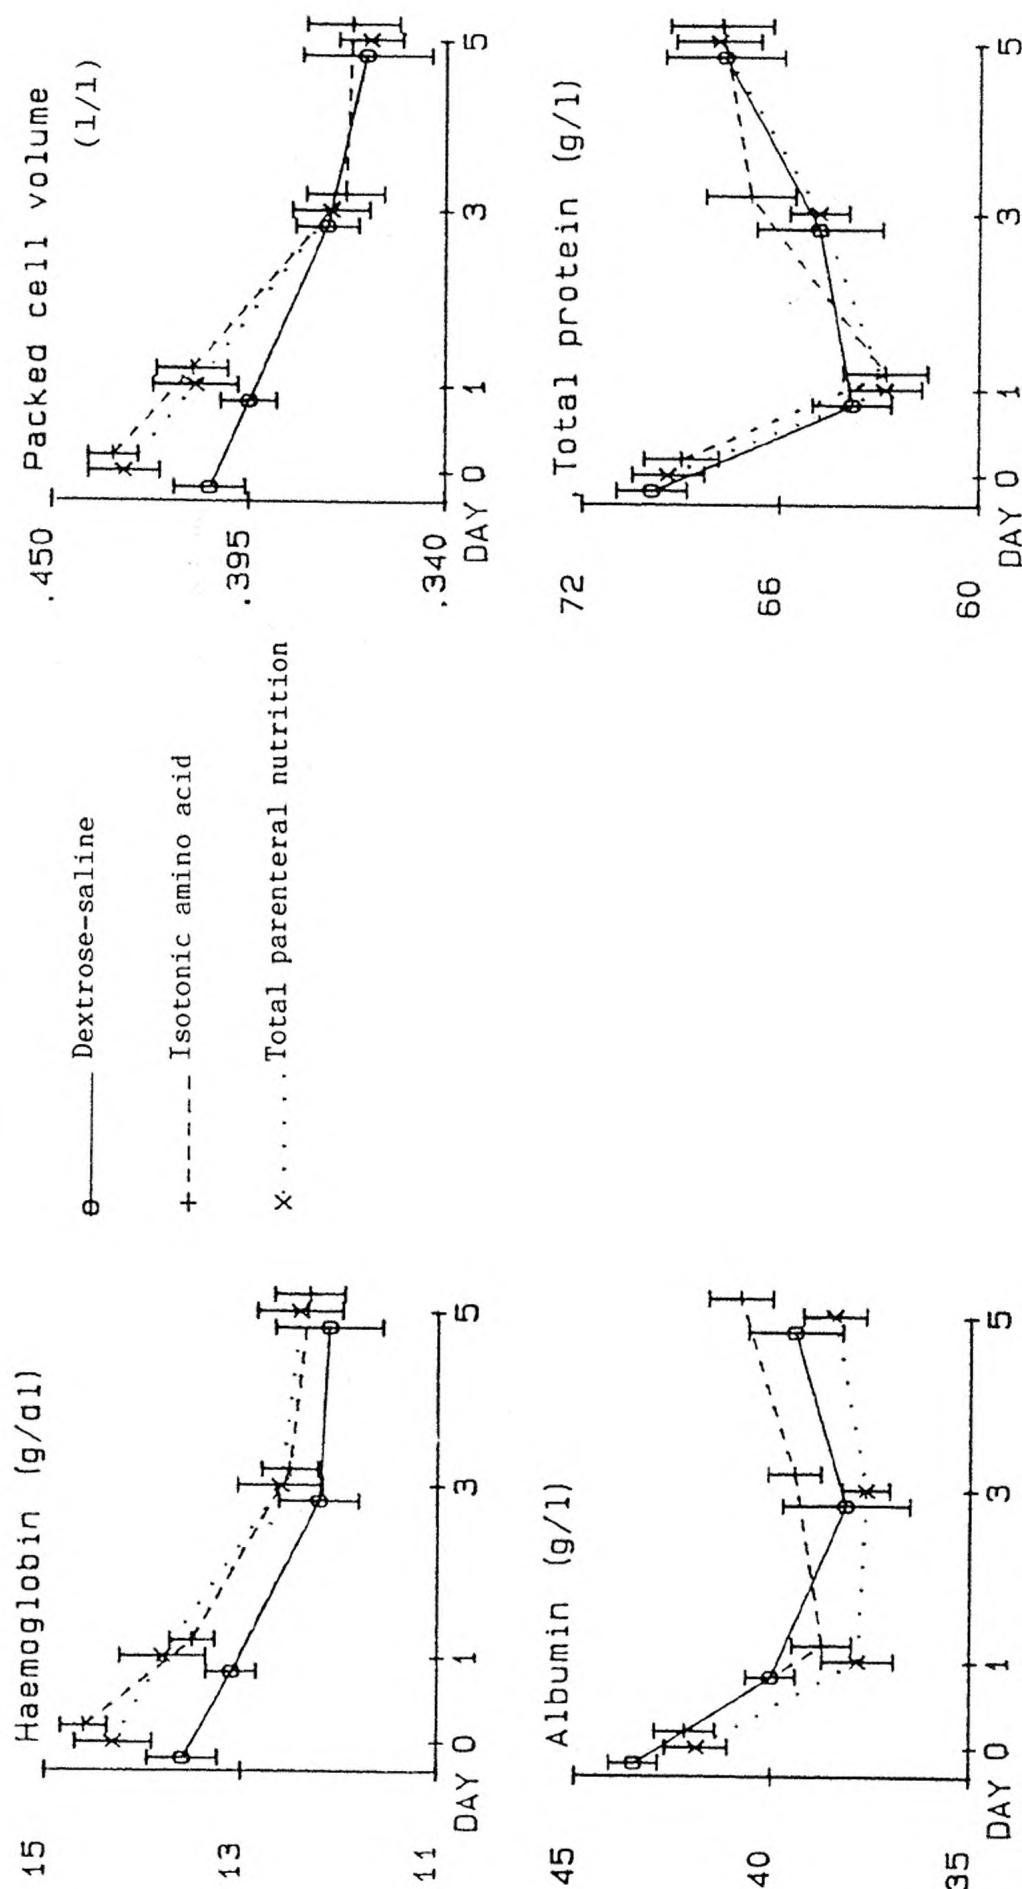 Haemoglobin (g/dl)
15
13
11
DAY 0 1 3 5
Dextrose-saline
Isotonic amino acid
Total parenteral nutrition
Packed cell volume
(l/l)
.450
.395
.340
DAY 0 1 3 5
Albumin (g/l)
45
40
35
DAY 0 1 3 5
Total protein (g/l)
72
66
60
DAY 0 1 3 5